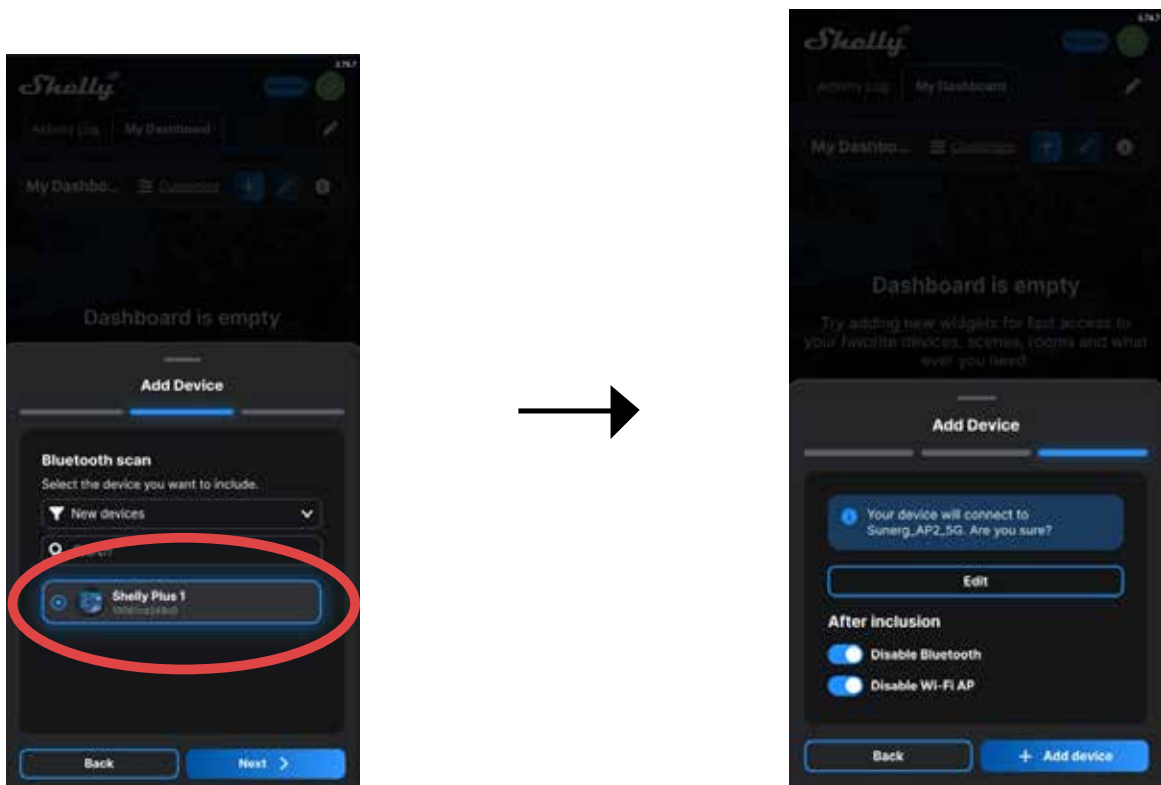 Shelly
Activity Log My Dashboard
My Dashbo... Customize
Dashboard is empty
Add Device
Bluetooth scan
Select the device you want to include.
New devices
Shelly Plus 1
Back Next
Shelly
Activity Log My Dashboard
My Dashbo... Customize
Dashboard is empty
Try adding new widgets for fast access to
your favorite devices, scenes, rooms and what
ever you need.
Add Device
Your device will connect to
Sunerg_AP2_5G. Are you sure?
Edit
After inclusion
Disable Bluetooth
Disable Wi-Fi AP
Back + Add device